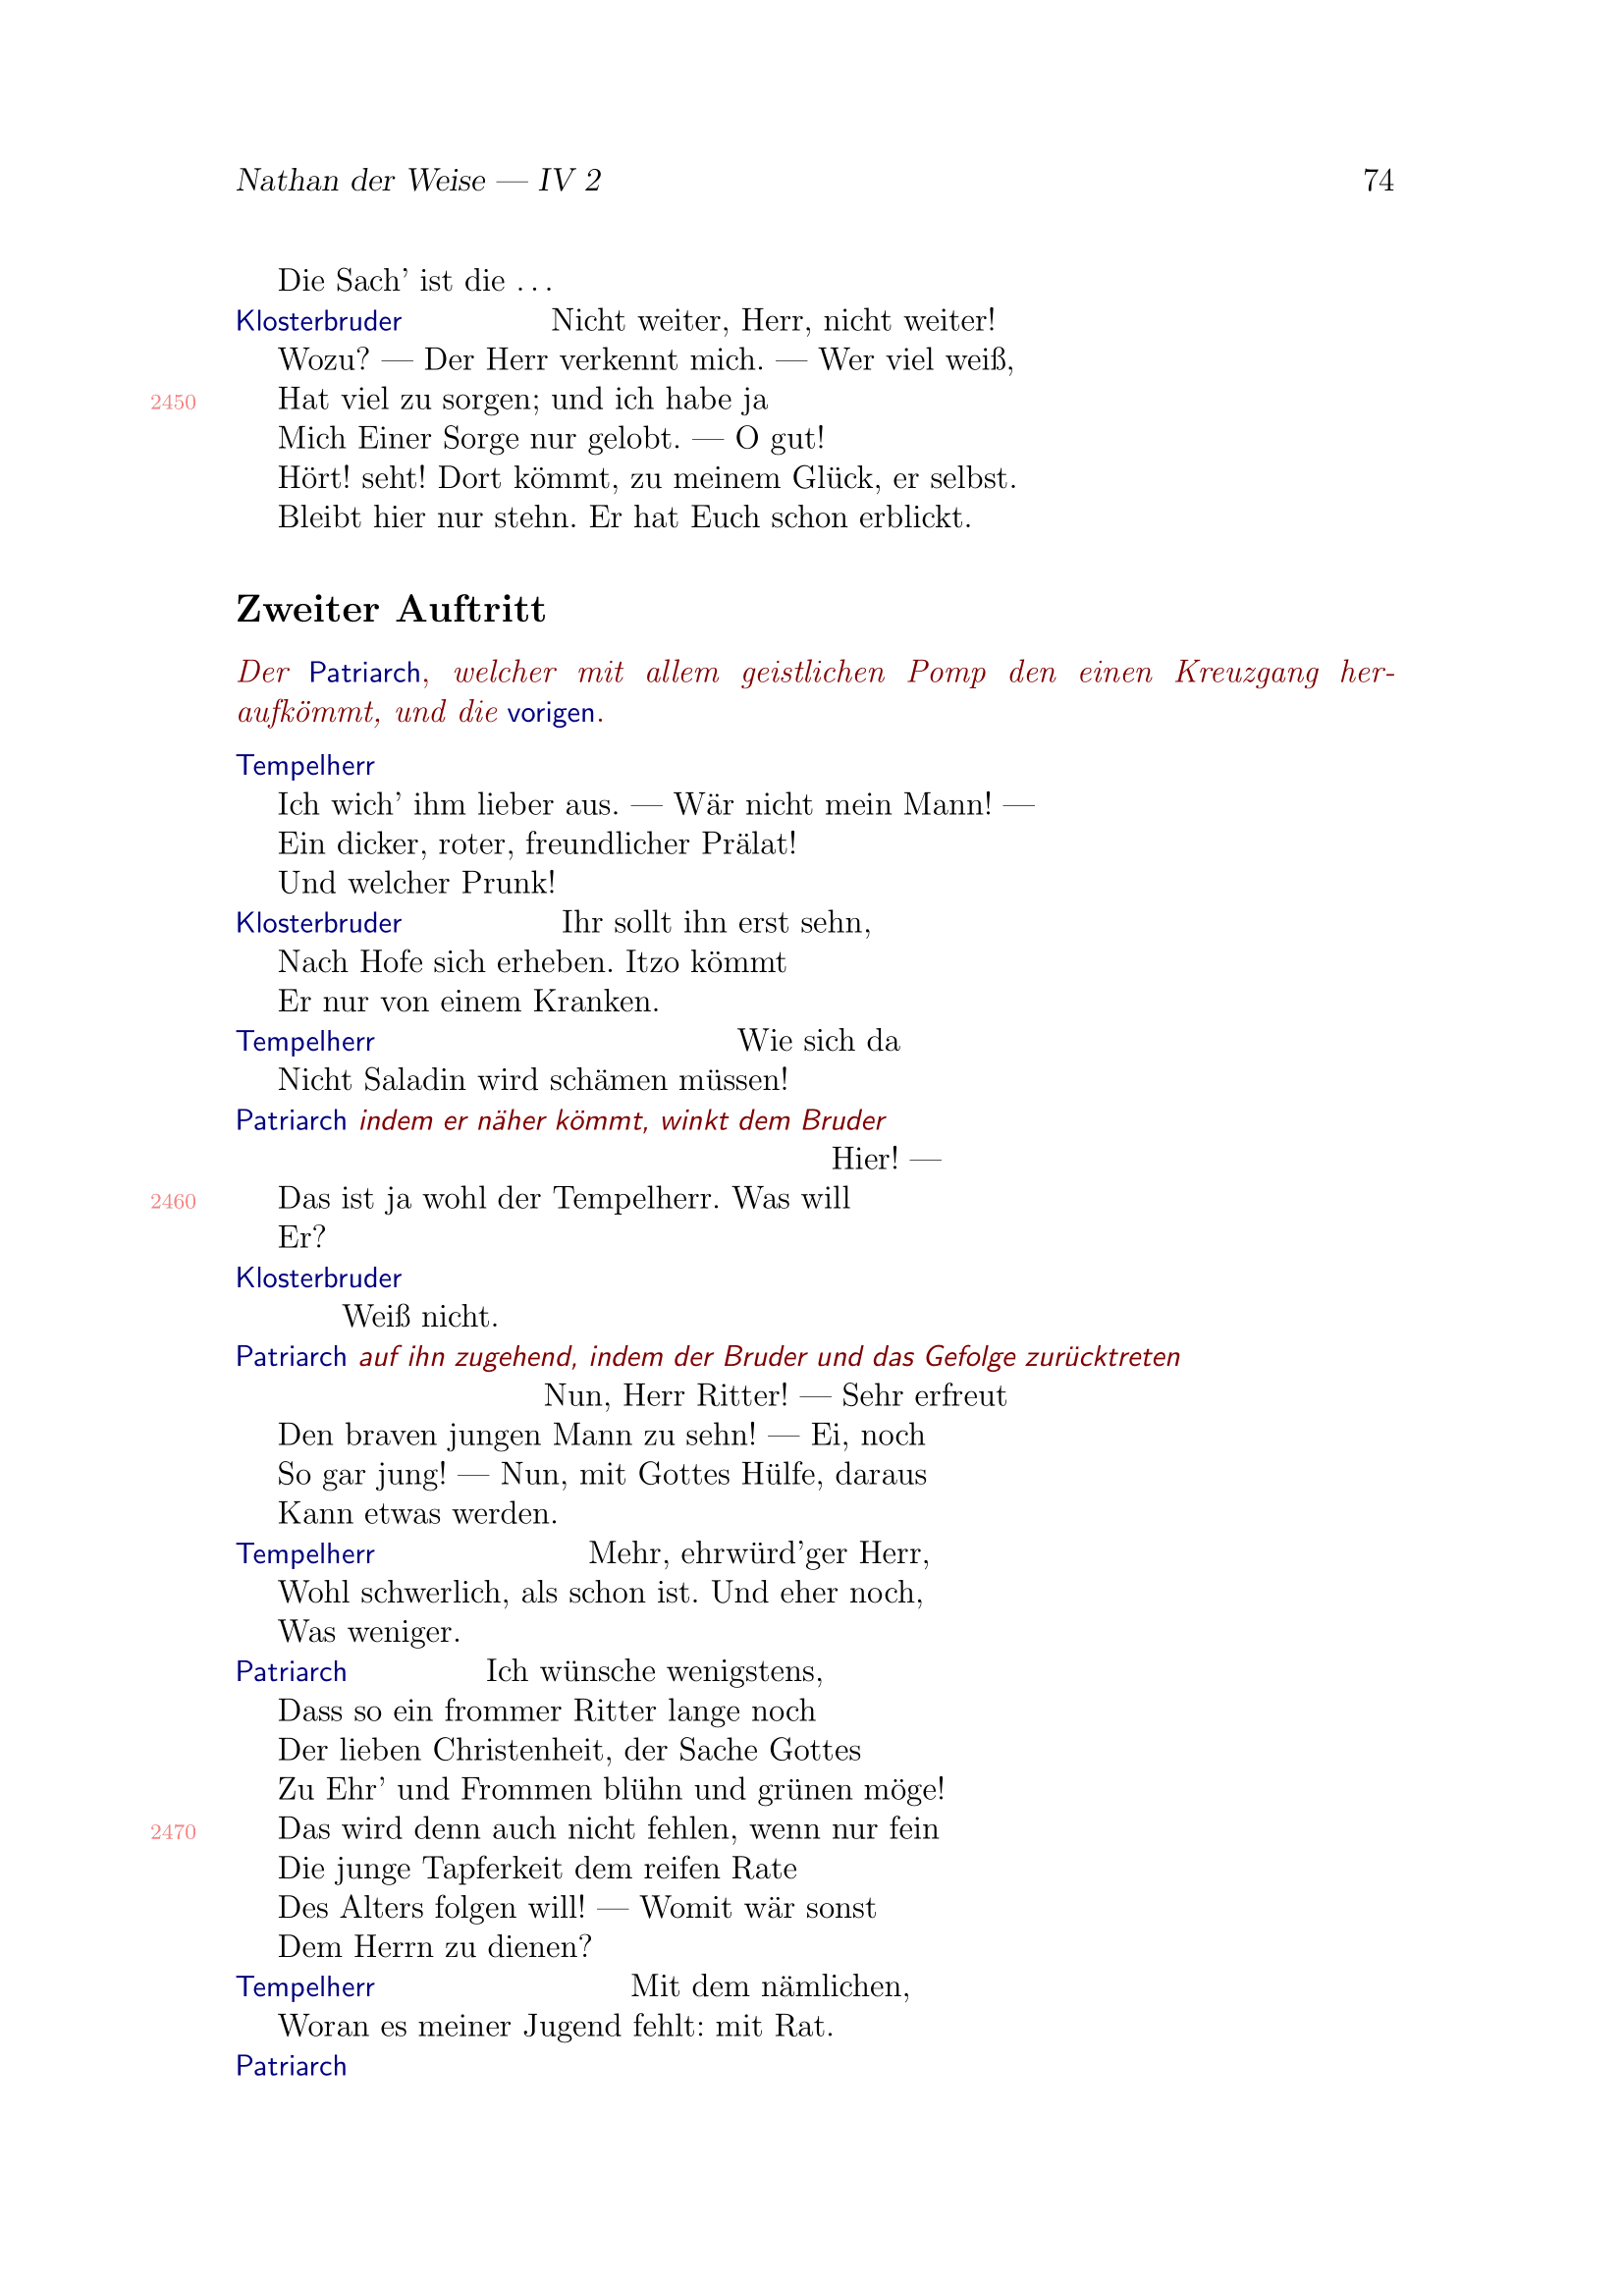 Nathan der Weise — IV 2 74
Die Sach’ ist die …
Klosterbruder Nicht weiter, Herr, nicht weiter!
Wozu? — Der Herr verkennt mich. — Wer viel weiß,
2450 Hat viel zu sorgen; und ich habe ja
Mich Einer Sorge nur gelobt. — O gut!
Hört! seht! Dort kömmt, zu meinem Glück, er selbst.
Bleibt hier nur stehn. Er hat Euch schon erblickt.
Zweiter Auftritt
Der Patriarch, welcher mit allem geistlichen Pomp den einen Kreuzgang her-
aufkömmt, und die vorigen.
Tempelherr
Ich wich’ ihm lieber aus. — Wär nicht mein Mann! —
Ein dicker, roter, freundlicher Prälat!
Und welcher Prunk!
Klosterbruder Ihr sollt ihn erst sehn,
Nach Hofe sich erheben. Itzo kömmt
Er nur von einem Kranken.
Tempelherr Wie sich da
Nicht Saladin wird schämen müssen!
Patriarch indem er näher kömmt, winkt dem Bruder
Hier! —
2460 Das ist ja wohl der Tempelherr. Was will
Er?
Klosterbruder
Weiß nicht.
Patriarch auf ihn zugehend, indem der Bruder und das Gefolge zurücktreten
Nun, Herr Ritter! — Sehr erfreut
Den braven jungen Mann zu sehn! — Ei, noch
So gar jung! — Nun, mit Gottes Hülfe, daraus
Kann etwas werden.
Tempelherr Mehr, ehrwürd’ger Herr,
Wohl schwerlich, als schon ist. Und eher noch,
Was weniger.
Patriarch Ich wünsche wenigstens,
Dass so ein frommer Ritter lange noch
Der lieben Christenheit, der Sache Gottes
Zu Ehr’ und Frommen blühn und grünen möge!
2470 Das wird denn auch nicht fehlen, wenn nur fein
Die junge Tapferkeit dem reifen Rate
Des Alters folgen will! — Womit wär sonst
Dem Herrn zu dienen?
Tempelherr Mit dem nämlichen,
Woran es meiner Jugend fehlt: mit Rat.
Patriarch